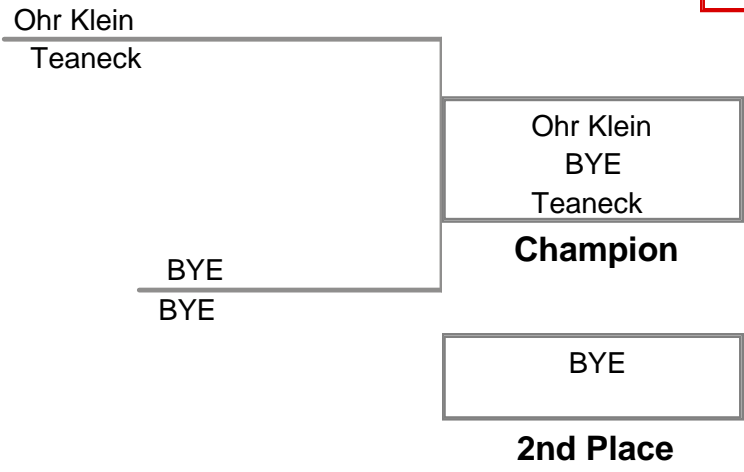 Ohr Klein
Teaneck
Ohr Klein
BYE
Teaneck
Champion
BYE
BYE
BYE
2nd Place